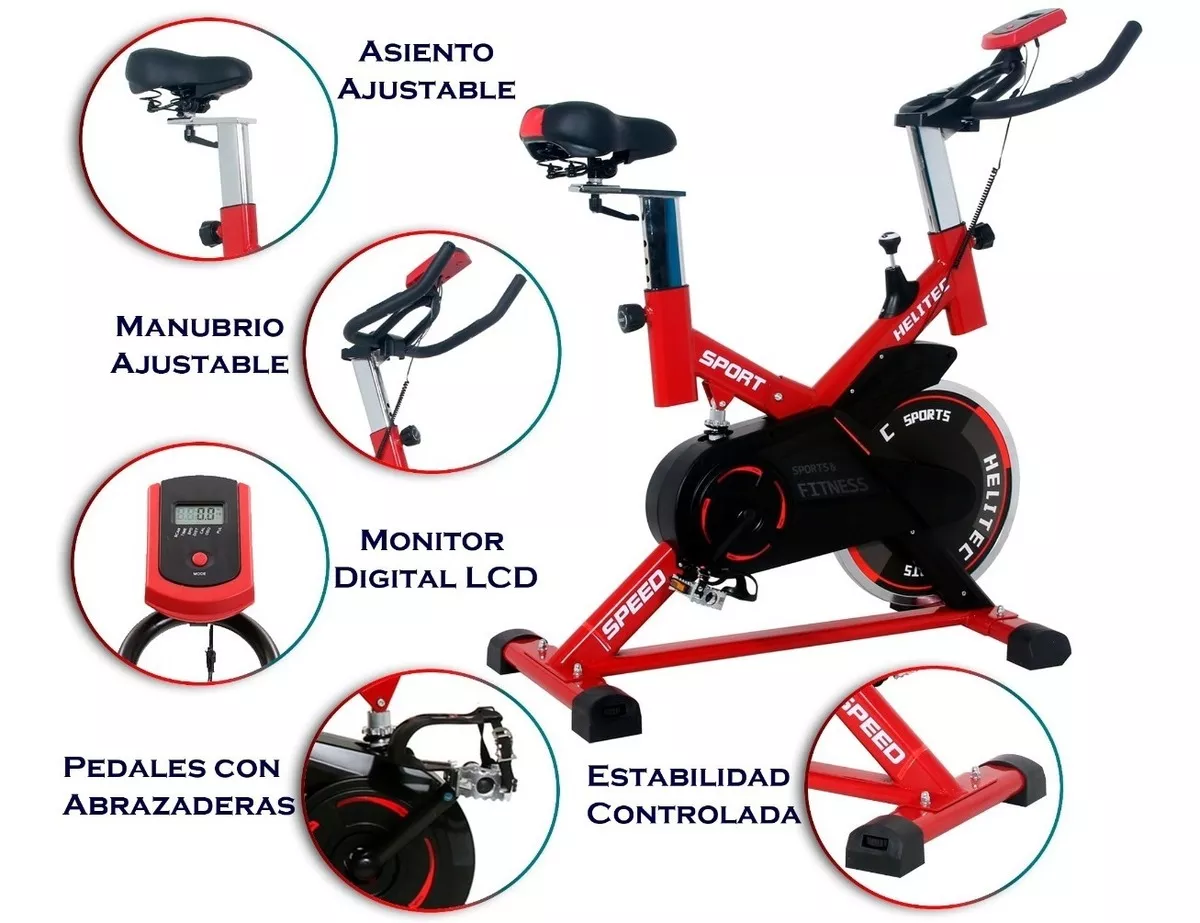 ASIENTO
AJUSTABLE
MANUBRIO
AJUSTABLE
MONITOR
DIGITAL LCD
PEDALES CON
ABRAZADERAS
ESTABILIDAD
CONTROLADA
HELITEC
SPORT
C SPORTS
HELITEC
SPORTS &
FITNESS
SPEED
MODE
SPEED